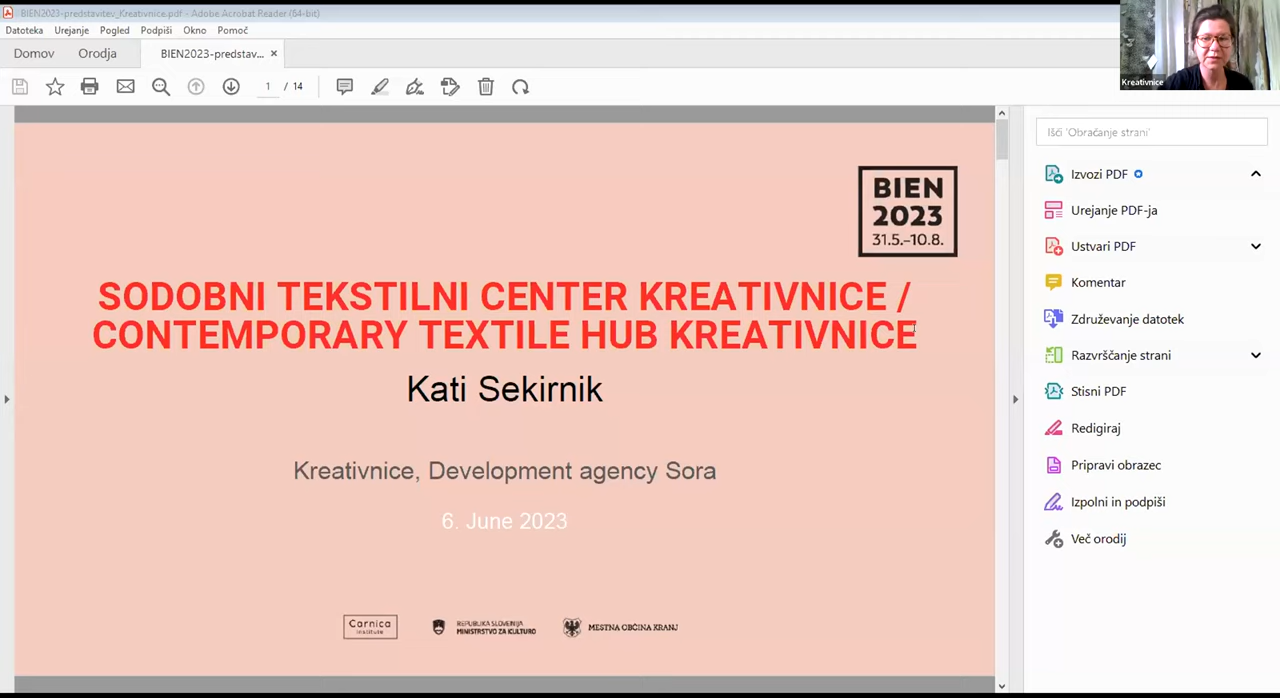 BIEN2023-predstavitev_Kreativnice.pdf - Adobe Acrobat Reader (64-bit)
Datoteka Urejanje Pogled Podpiši Okno Pomoč
Domov Orodja BIEN2023-predstav... ×
1 / 14
Kreativnice
Išči 'Obračanje strani'
BIEN
2023
31.5.–10.8.
SODOBNI TEKSTILNI CENTER KREATIVNICE /
CONTEMPORARY TEXTILE HUB KREATIVNICE
Kati Sekirnik
Kreativnice, Development agency Sora
6. June 2023
Carnica
Institute
REPUBLIKA SLOVENIJA
MINISTRSTVO ZA KULTURO
MESTNA OBČINA KRANJ
Izvozi PDF
Urejanje PDF-ja
Ustvari PDF
Komentar
Združevanje datotek
Razvrščanje strani
Stisni PDF
Redigiraj
Pripravi obrazec
Izpolni in podpiši
Več orodij